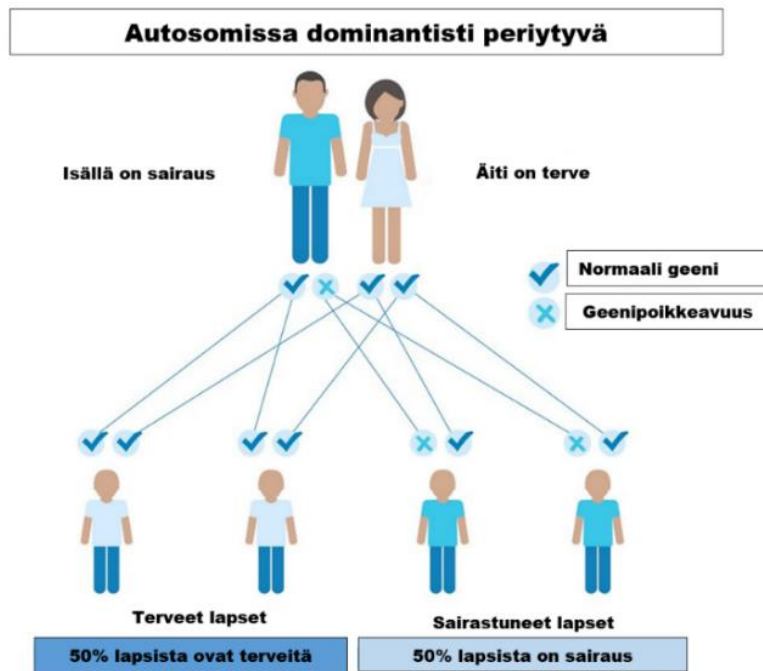 Autosomissa dominantisti periytyvä
Isällä on sairaus
Äiti on terve
Normaali geeni
Geenipoikkeavuus
Terveet lapset
Sairastuneet lapset
50% lapsista ovat terveitä
50% lapsista on sairaus